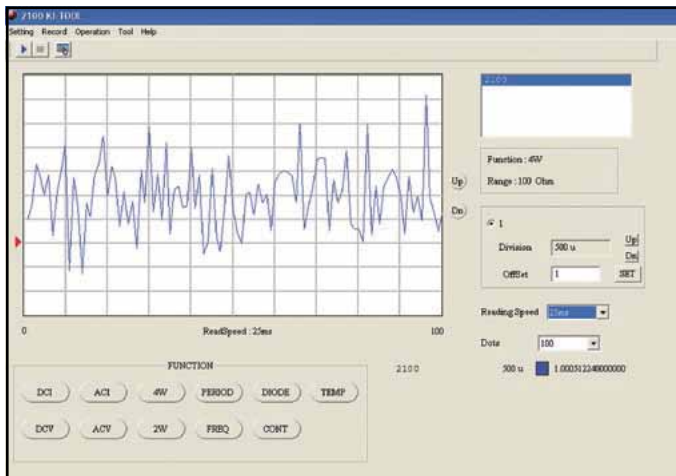 2100 KI-TOOL
Setting Record Operation Tool Help
2100
Function : 4W
Range : 100 Ohm
Up
Dn
1
Division 500 u Up
Dn
OffSet 1 SET
Reading Speed 25ms
Dots 100
0 ReadSpeed : 25ms 100
2100 500 u 1.000512240000000
FUNCTION
DCI ACI 4W PERIOD DIODE TEMP
DCV ACV 2W FREQ CONT